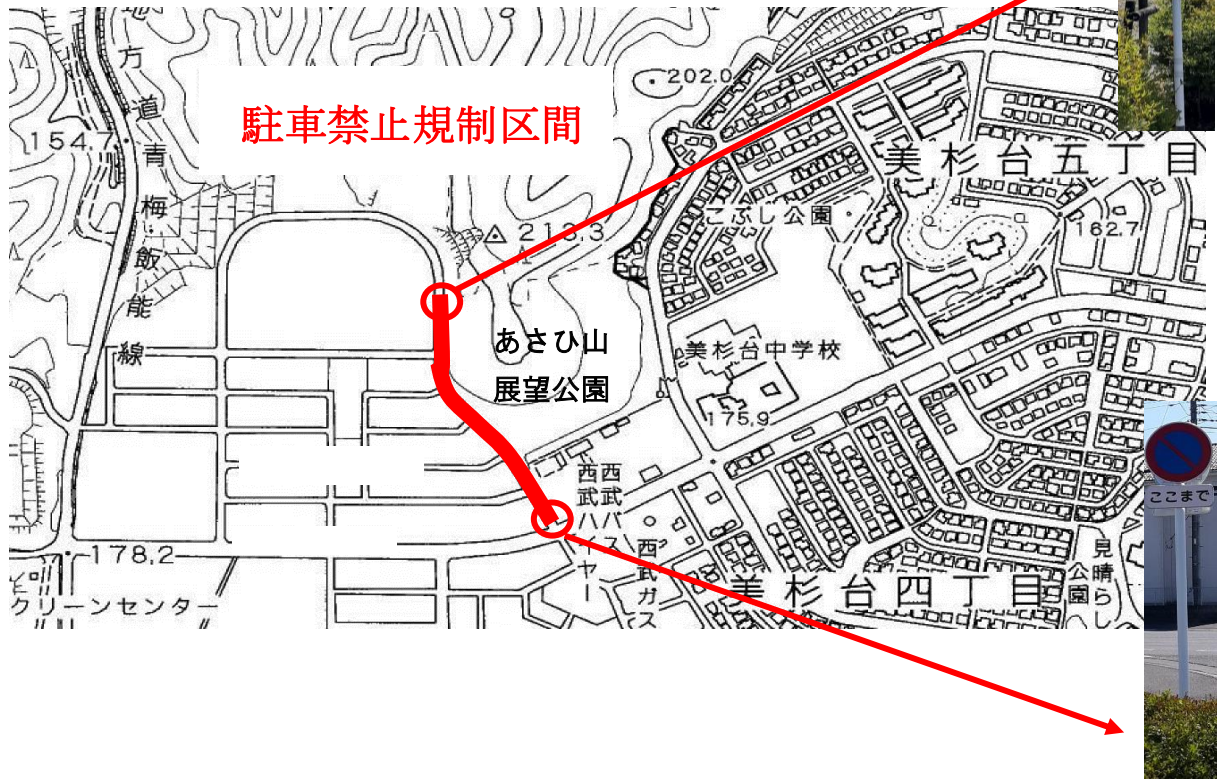 駐車禁止規制区間
202.0
方道青梅飯能線
154.7
美杉台五丁目
こぶし公園
213.3
162.7
あさひ山
展望公園
美杉台中学校
175.9
ここまで
西武バス
西武ハイヤー
西武ガス
178.2
美杉台四丁目
見晴らし公園
クリーンセンター